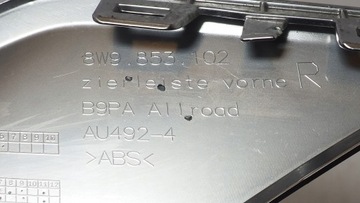 8W9.853.102
zierleiste vorne R
B9PA Allroad
AU492-4
>ABS<